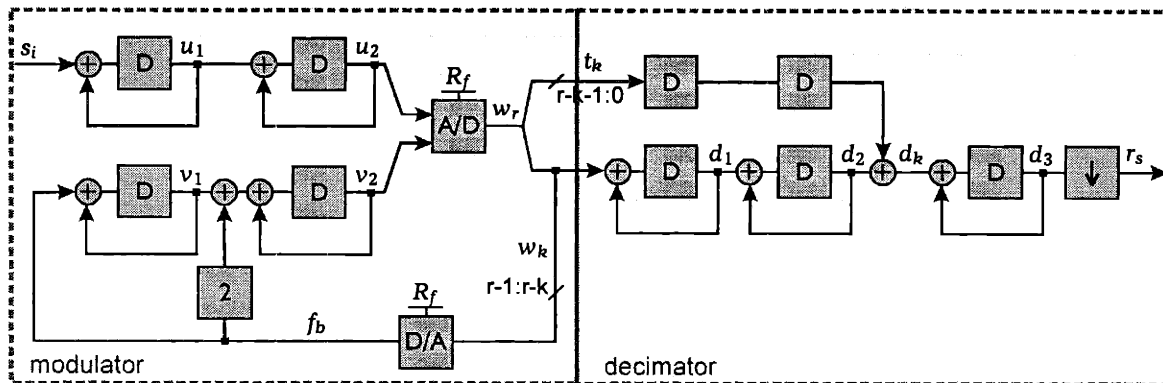 s_i
D
u_1
D
u_2
R_f
A/D
w_r
t_k
r-k-1:0
D
D
D
v_1
D
v_2
D
d_1
D
d_2
d_k
D
d_3
↓
r_s
2
w_k
r-1:r-k
f_b
R_f
D/A
modulator
decimator